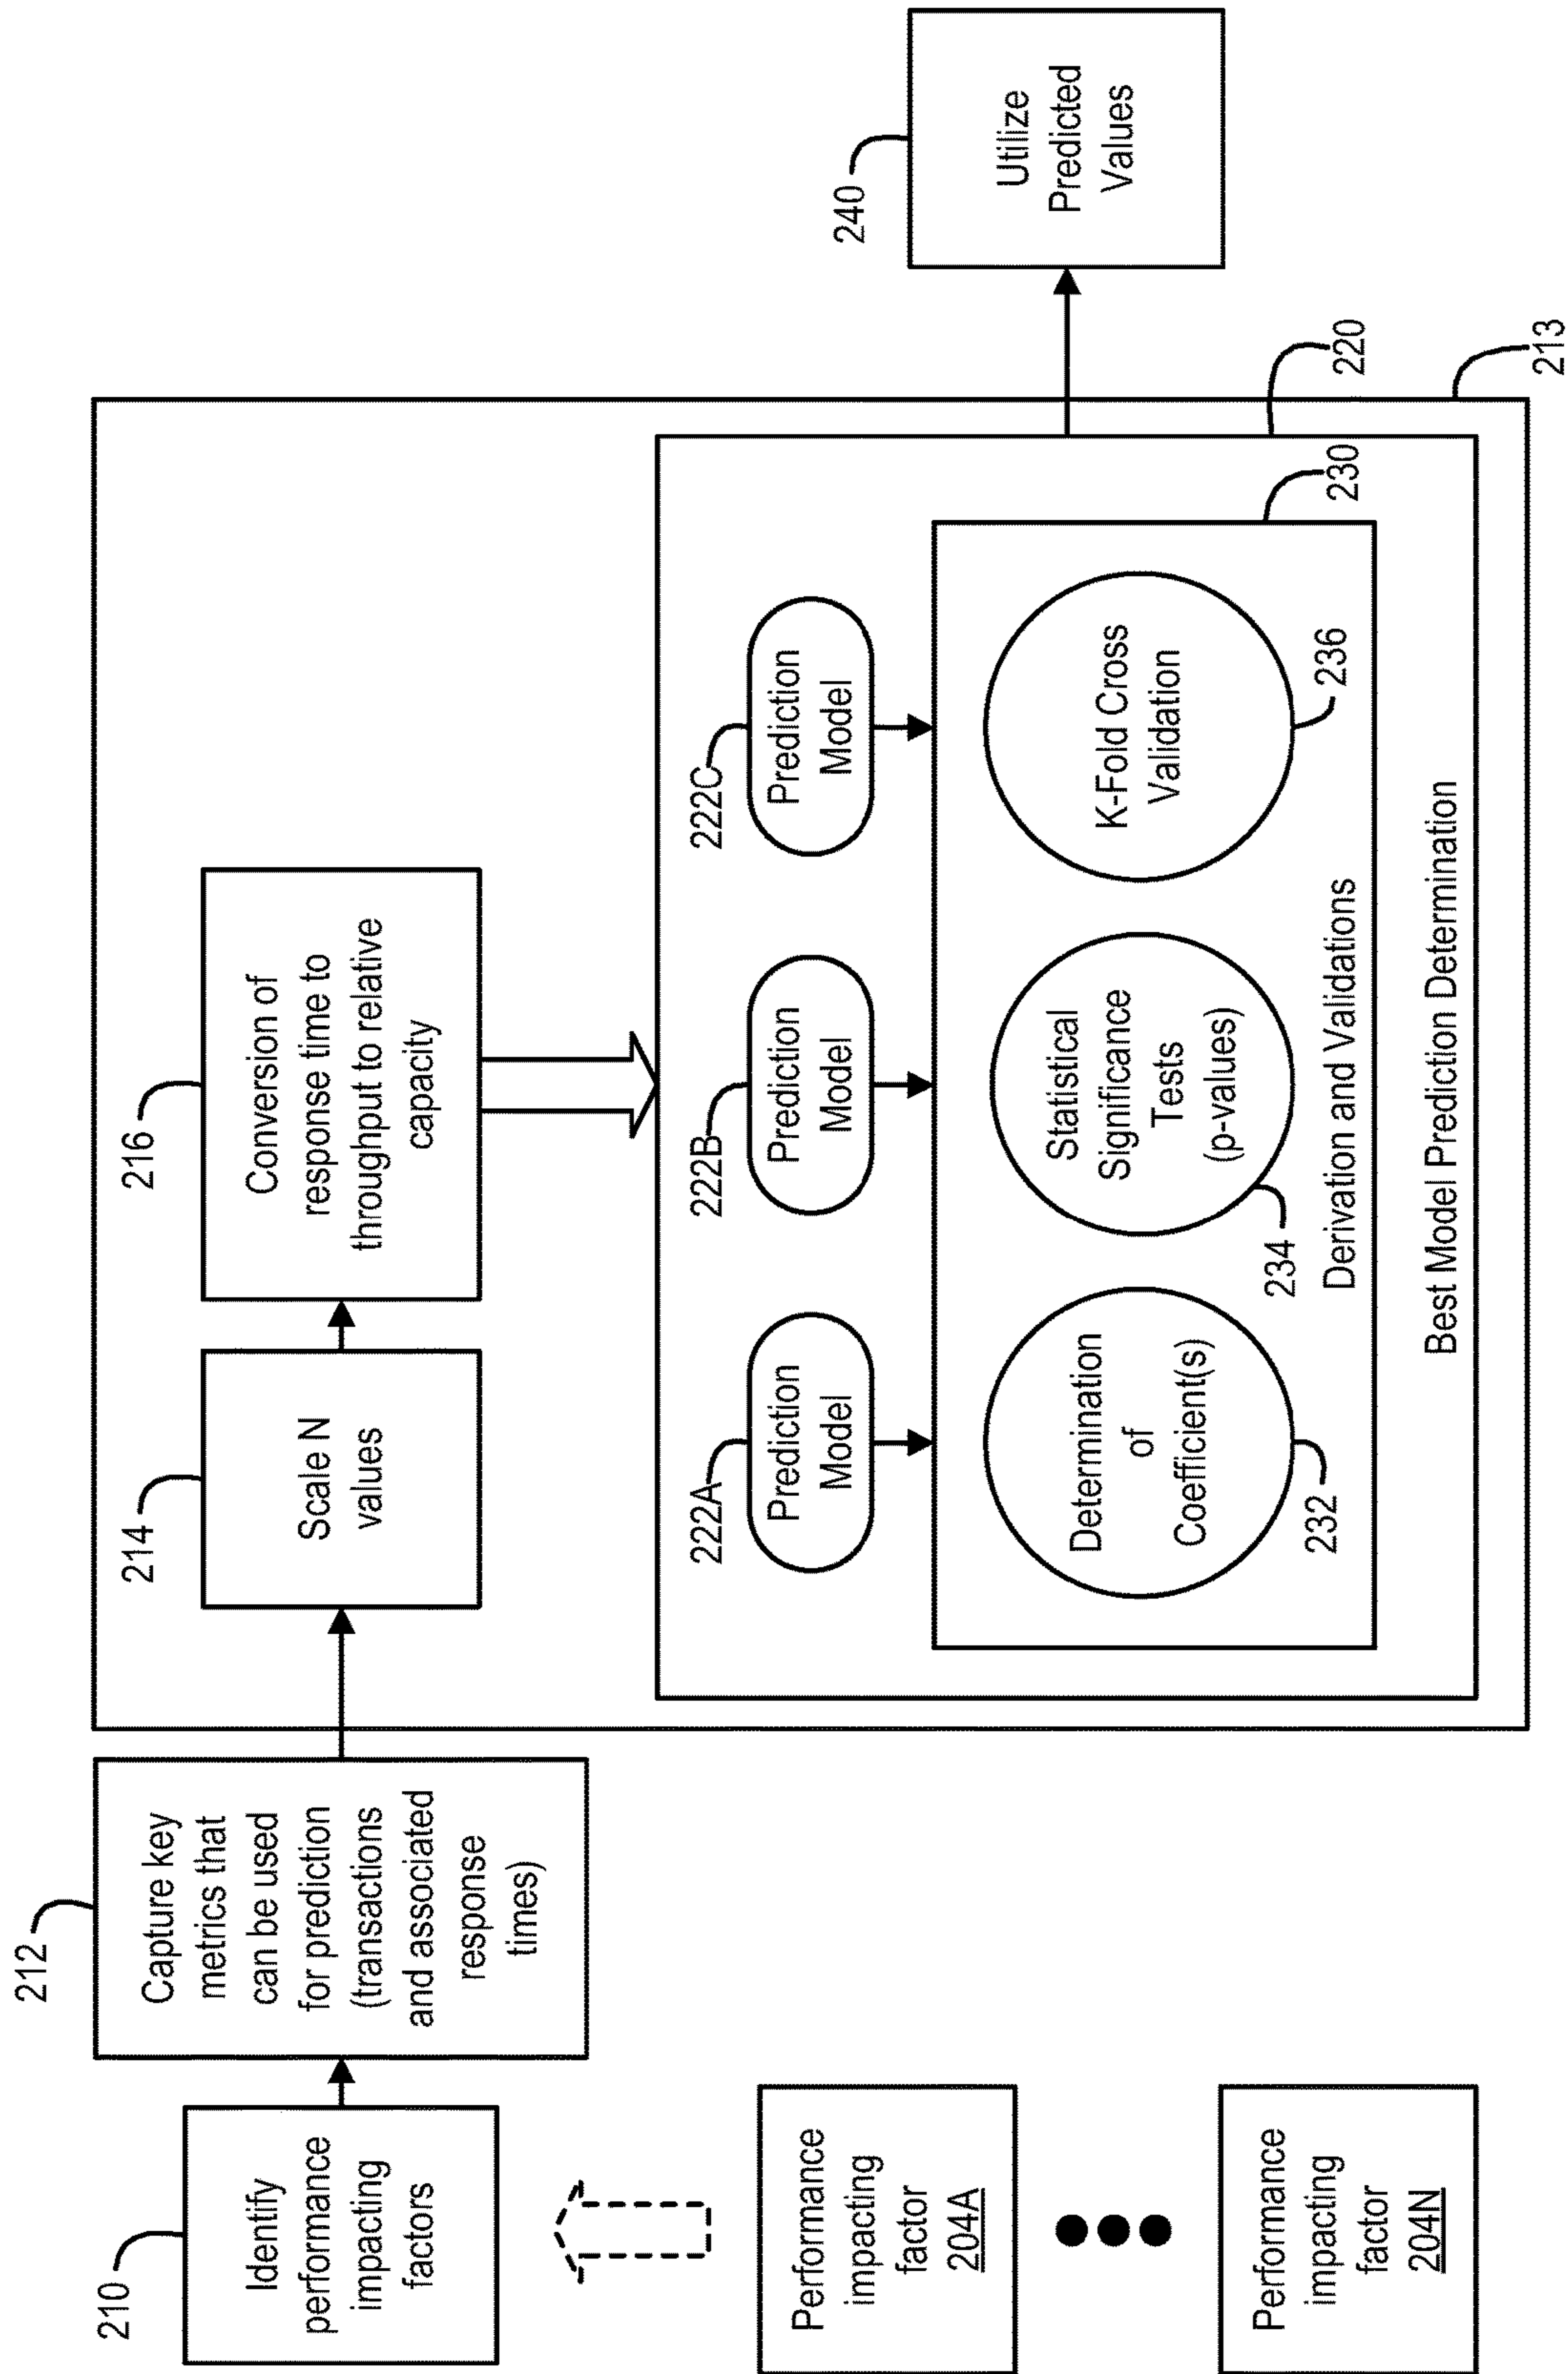 210
Identify
performance
impacting
factors
212
Capture key
metrics that
can be used
for prediction
(transactions
and associated
response
times)
214
Scale N
values
216
Conversion of
response time to
throughput to relative
capacity
Performance
impacting
factor
204A
Performance
impacting
factor
204N
222A
Prediction
Model
222B
Prediction
Model
222C
Prediction
Model
Determination
of
Coefficient(s)
232
Statistical
Significance
Tests
(p-values)
234
K-Fold Cross
Validation
236
Derivation and Validations
230
Best Model Prediction Determination
220
213
240
Utilize
Predicted
Values